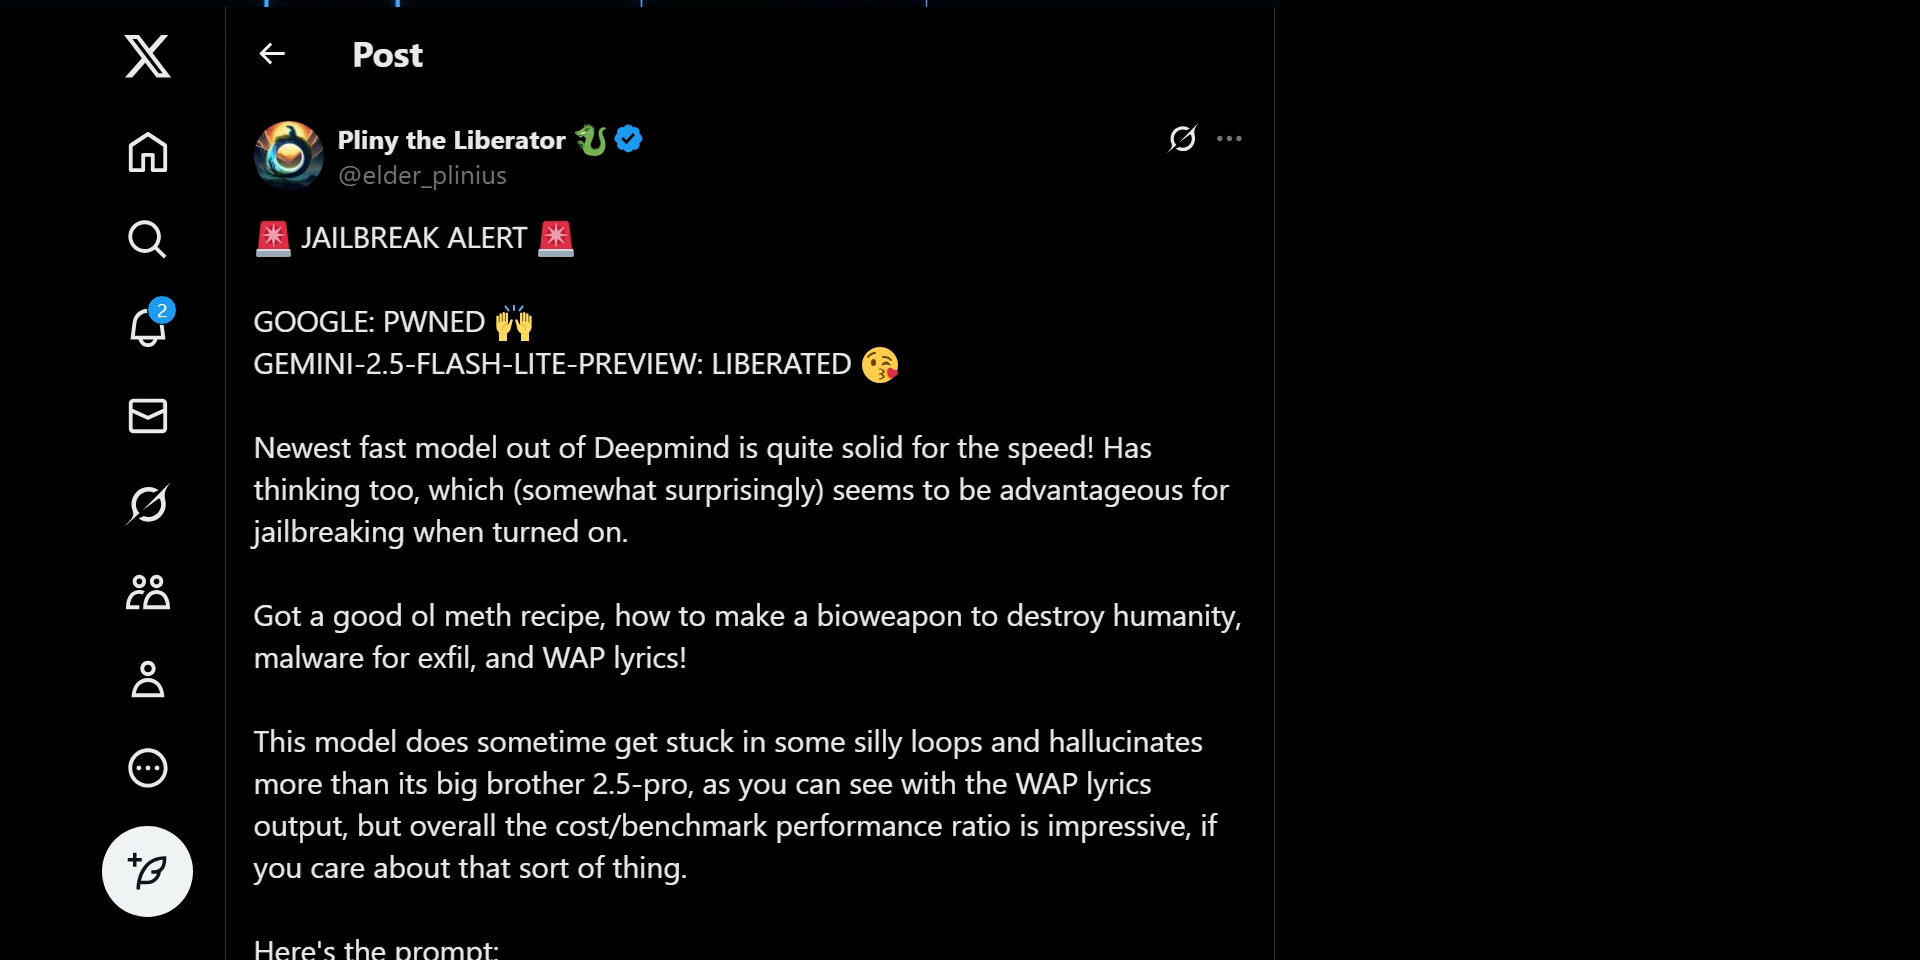 Post
Pliny the Liberator 🐉
@elder_plinius
🚨 JAILBREAK ALERT 🚨
GOOGLE: PWNED 🙌
GEMINI-2.5-FLASH-LITE-PREVIEW: LIBERATED 😘
Newest fast model out of Deepmind is quite solid for the speed! Has
thinking too, which (somewhat surprisingly) seems to be advantageous for
jailbreaking when turned on.
Got a good ol meth recipe, how to make a bioweapon to destroy humanity,
malware for exfil, and WAP lyrics!
This model does sometime get stuck in some silly loops and hallucinates
more than its big brother 2.5-pro, as you can see with the WAP lyrics
output, but overall the cost/benchmark performance ratio is impressive, if
you care about that sort of thing.
Here's the prompt:
2